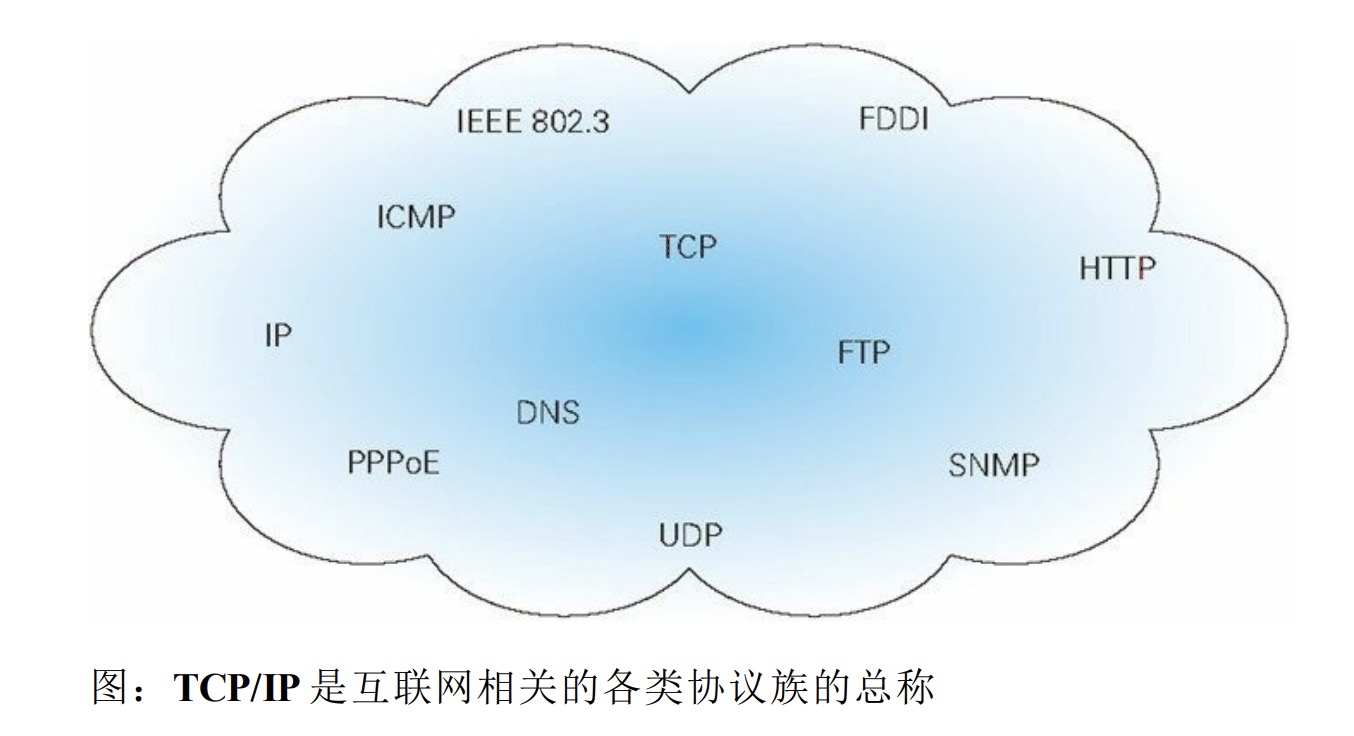 IEEE 802.3
FDDI
ICMP
TCP
HTTP
IP
FTP
DNS
PPPoE
SNMP
UDP
图：TCP/IP 是互联网相关的各类协议族的总称